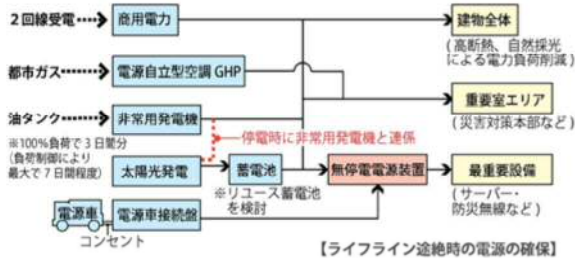 2回線受電
商用電力
建物全体
(高断熱、自然採光
による電力負荷削減)
都市ガス
電源自立型空調 GHP
重要室エリア
(災害対策本部など)
油タンク
非常用発電機
※100%負荷で3日間分
(負荷制御により
最大で7日間程度)
停電時に非常用発電機と連係
太陽光発電
蓄電池
無停電電源装置
最重要設備
※リユース蓄電池
を検討
(サーバー・
防災無線など)
電源車
電源車接続盤
コンセント
【ライフライン途絶時の電源の確保】